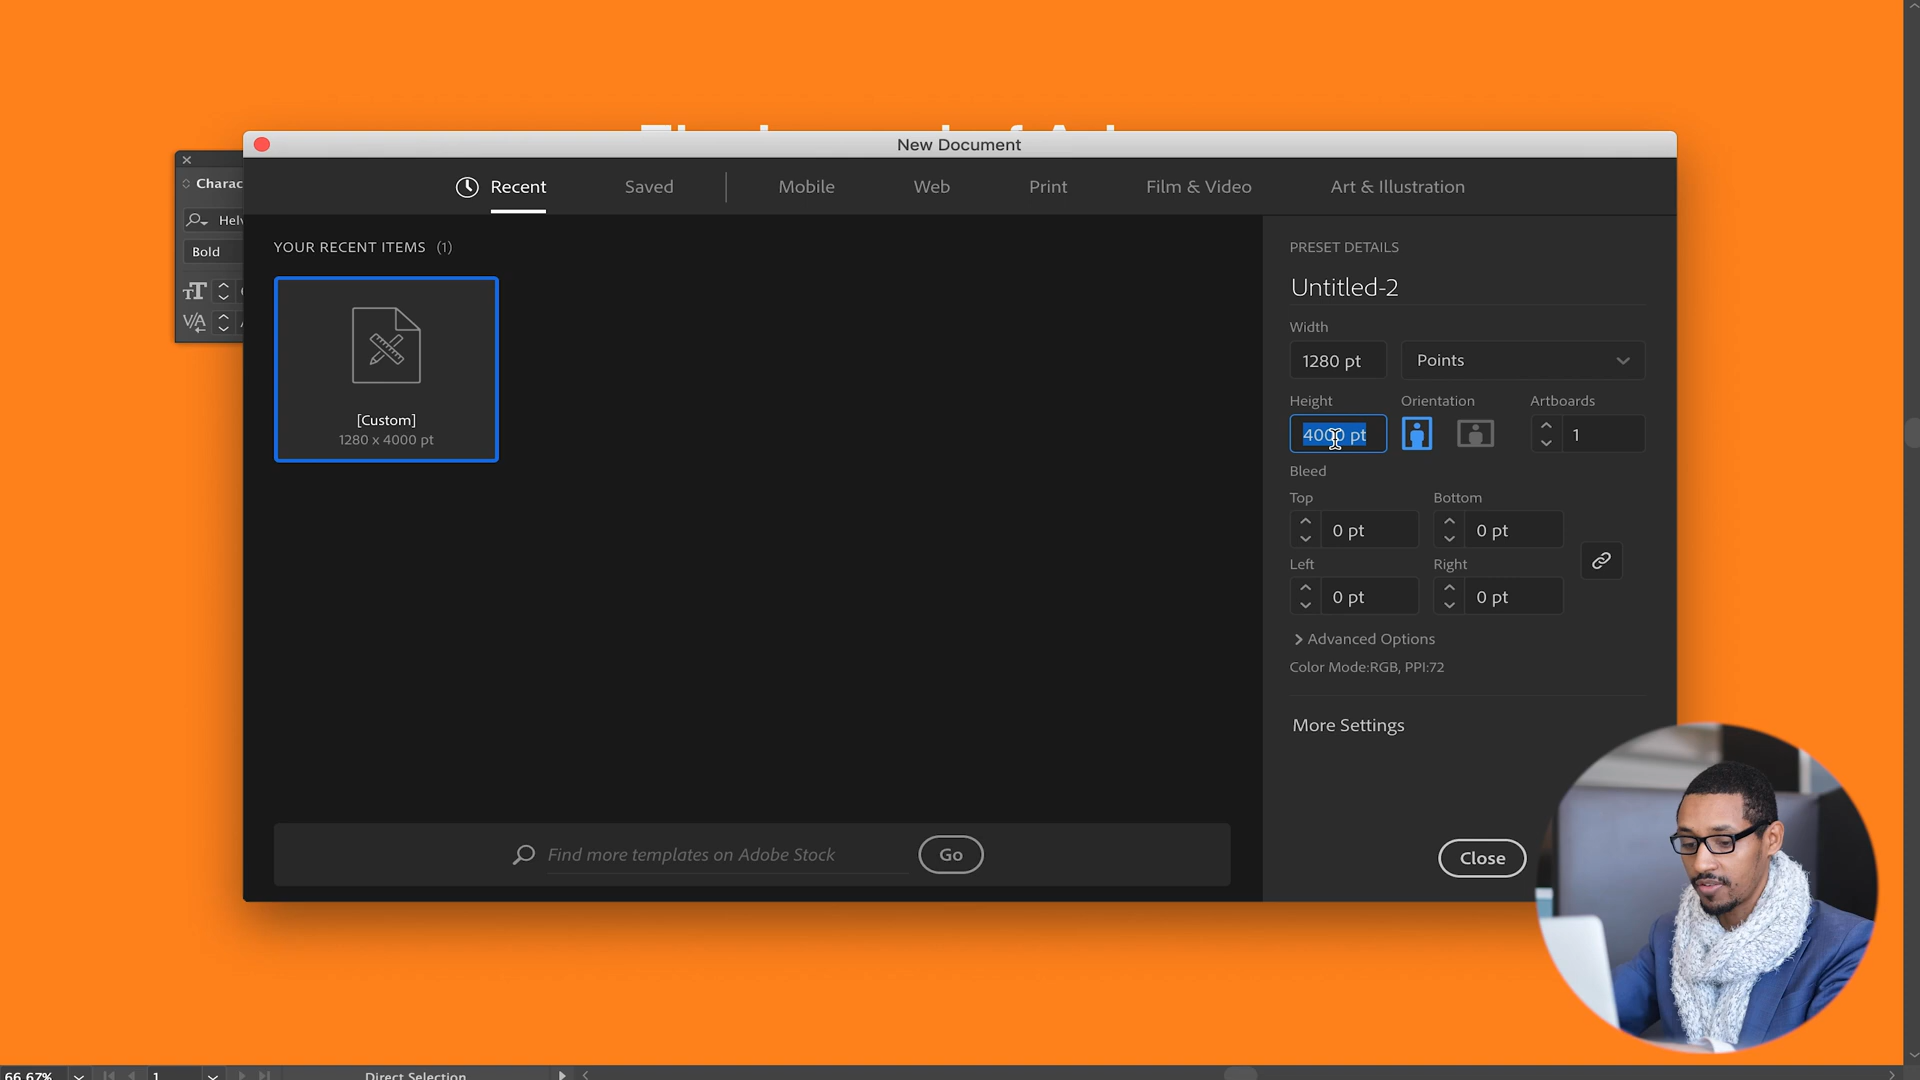 New Document
Recent
Saved
Mobile
Web
Print
Film & Video
Art & Illustration
Charac
Bold
YOUR RECENT ITEMS (1)
[Custom]
1280 x 4000 pt
PRESET DETAILS
Untitled-2
Width
1280 pt
Points
Height
Orientation
Artboards
4000 pt
1
Bleed
Top
Bottom
0 pt
0 pt
Left
Right
0 pt
0 pt
Advanced Options
Color Mode:RGB, PPI:72
More Settings
Find more templates on Adobe Stock
Go
Close
66.67%
1
Direct Selection